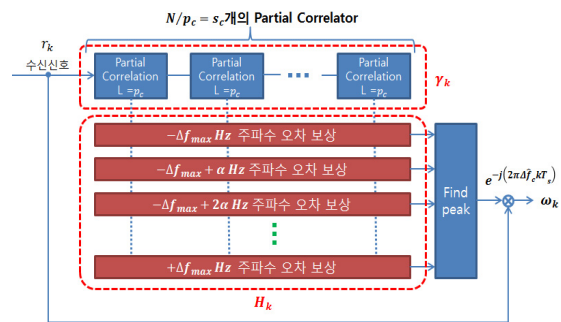 N/p_c = s_c개의 Partial Correlator
r_k
수신신호
Partial
Correlation
L =p_c
Partial
Correlation
L =p_c
Partial
Correlation
L =p_c
γ_k
−Δf_max Hz 주파수 오차 보상
−Δf_max + α Hz 주파수 오차 보상
−Δf_max + 2α Hz 주파수 오차 보상
+Δf_max Hz 주파수 오차 보상
Find
peak
e^−j(2πΔf̂_c kT_s)
ω_k
H_k